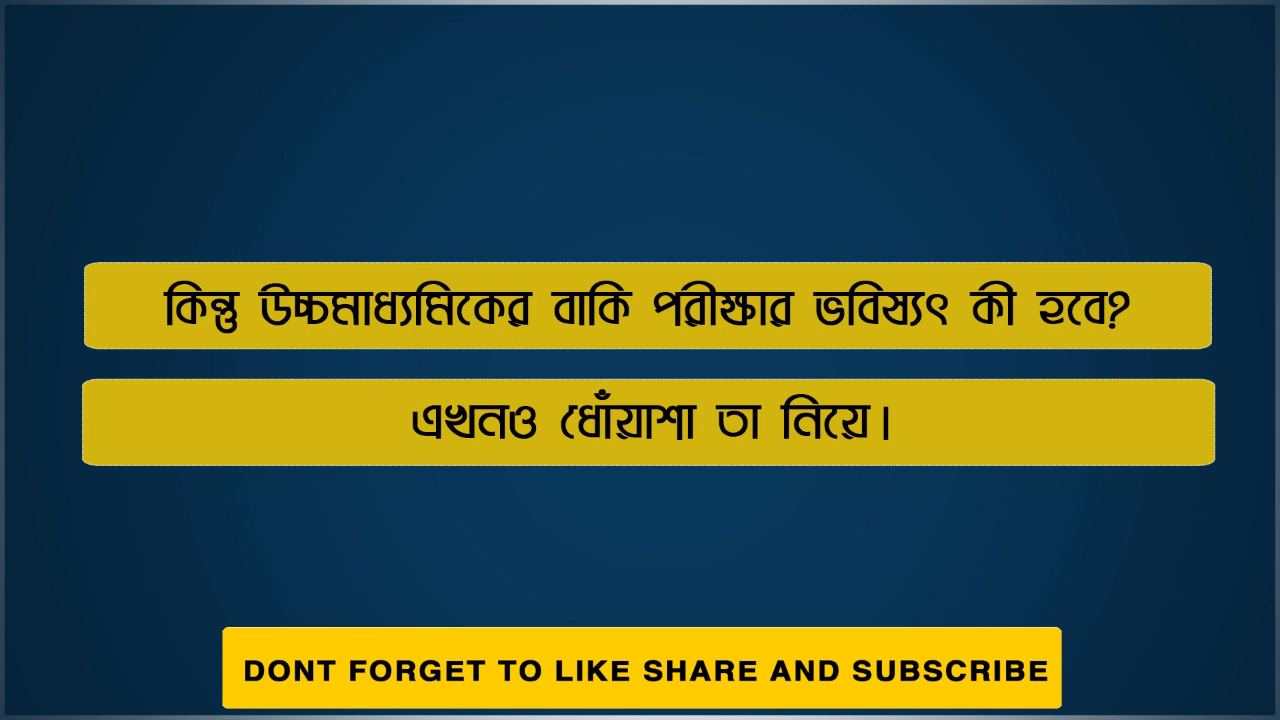 কিন্তু উচ্চমাধ্যমিকের বাকি পরীক্ষার ভবিষ্যৎ কী হবে?
এখনও ধোঁয়াশা তা নিয়ে।
DONT FORGET TO LIKE SHARE AND SUBSCRIBE